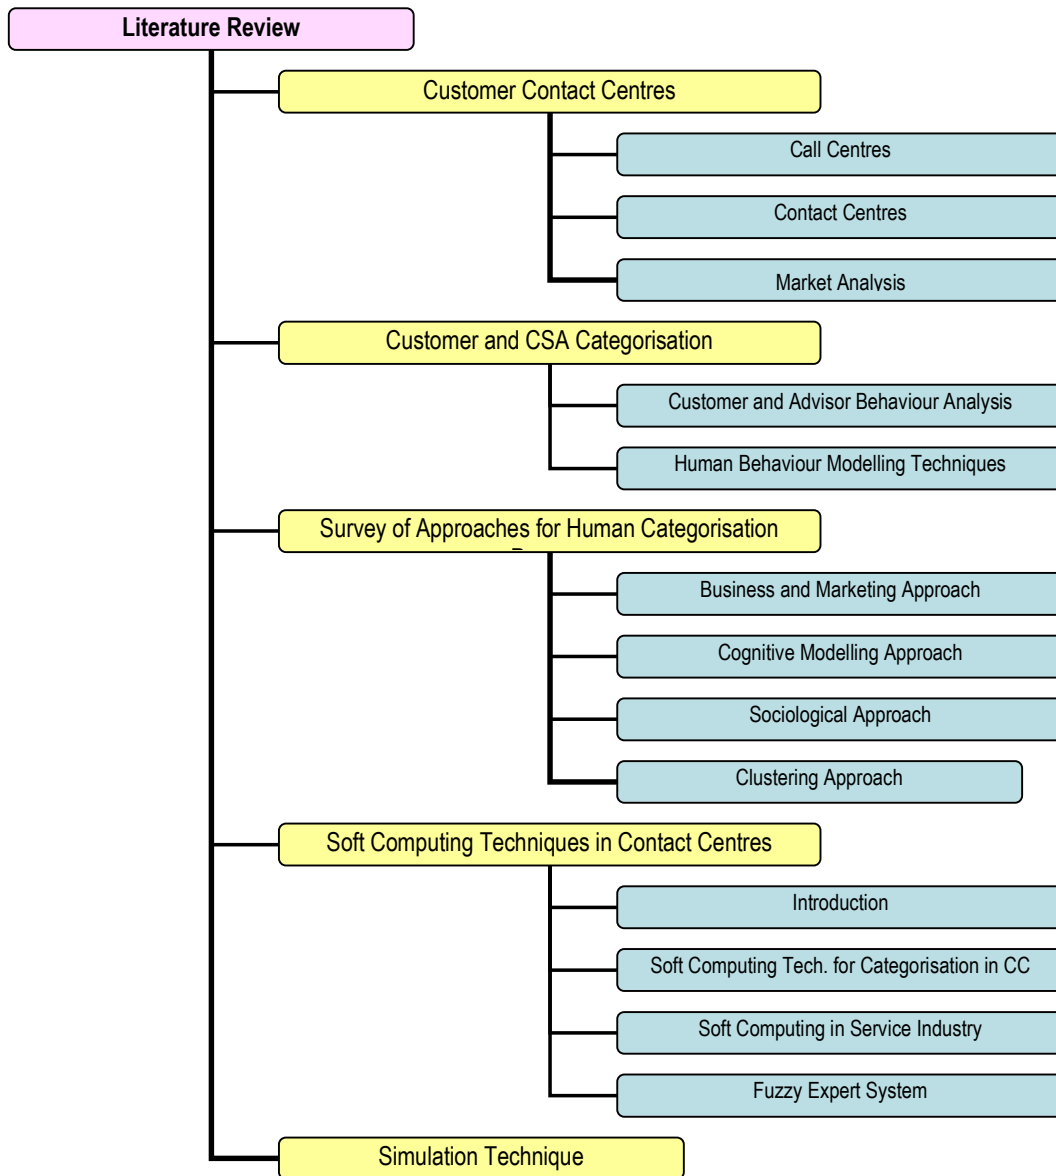 Literature Review
Customer Contact Centres
Call Centres
Contact Centres
Market Analysis
Customer and CSA Categorisation
Customer and Advisor Behaviour Analysis
Human Behaviour Modelling Techniques
Survey of Approaches for Human Categorisation
Business and Marketing Approach
Cognitive Modelling Approach
Sociological Approach
Clustering Approach
Soft Computing Techniques in Contact Centres
Introduction
Soft Computing Tech. for Categorisation in CC
Soft Computing in Service Industry
Fuzzy Expert System
Simulation Technique